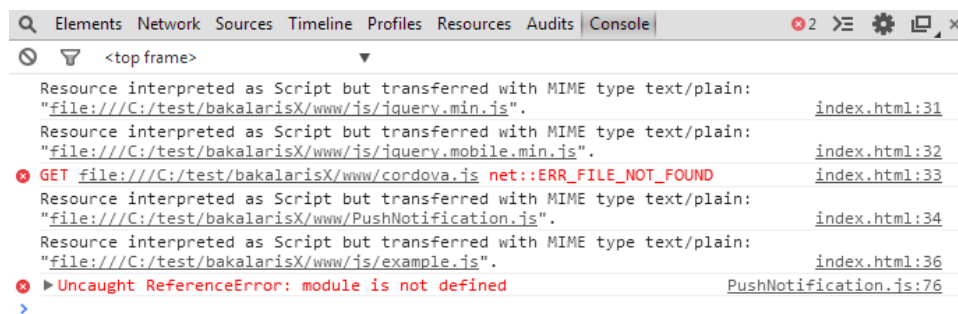 Elements Network Sources Timeline Profiles Resources Audits Console 2
<top frame>
Resource interpreted as Script but transferred with MIME type text/plain:
"file:///C:/test/bakalarisX/www/js/jquery.min.js". index.html:31
Resource interpreted as Script but transferred with MIME type text/plain:
"file:///C:/test/bakalarisX/www/js/jquery.mobile.min.js". index.html:32
GET file:///C:/test/bakalarisX/www/cordova.js net::ERR_FILE_NOT_FOUND index.html:33
Resource interpreted as Script but transferred with MIME type text/plain:
"file:///C:/test/bakalarisX/www/PushNotification.js". index.html:34
Resource interpreted as Script but transferred with MIME type text/plain:
"file:///C:/test/bakalarisX/www/js/example.js". index.html:36
Uncaught ReferenceError: module is not defined PushNotification.js:76